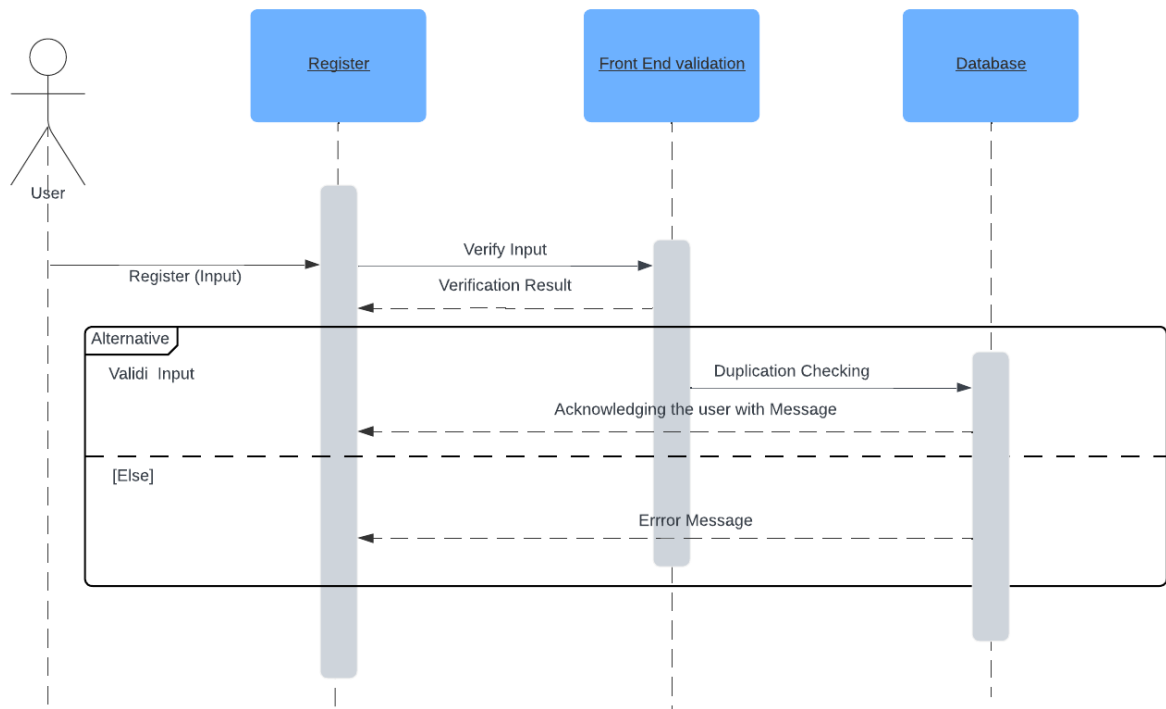 Register
Front End validation
Database
User
Verify Input
Register (Input)
Verification Result
Alternative
Validi  Input
Duplication Checking
Acknowledging the user with Message
[Else]
Errror Message